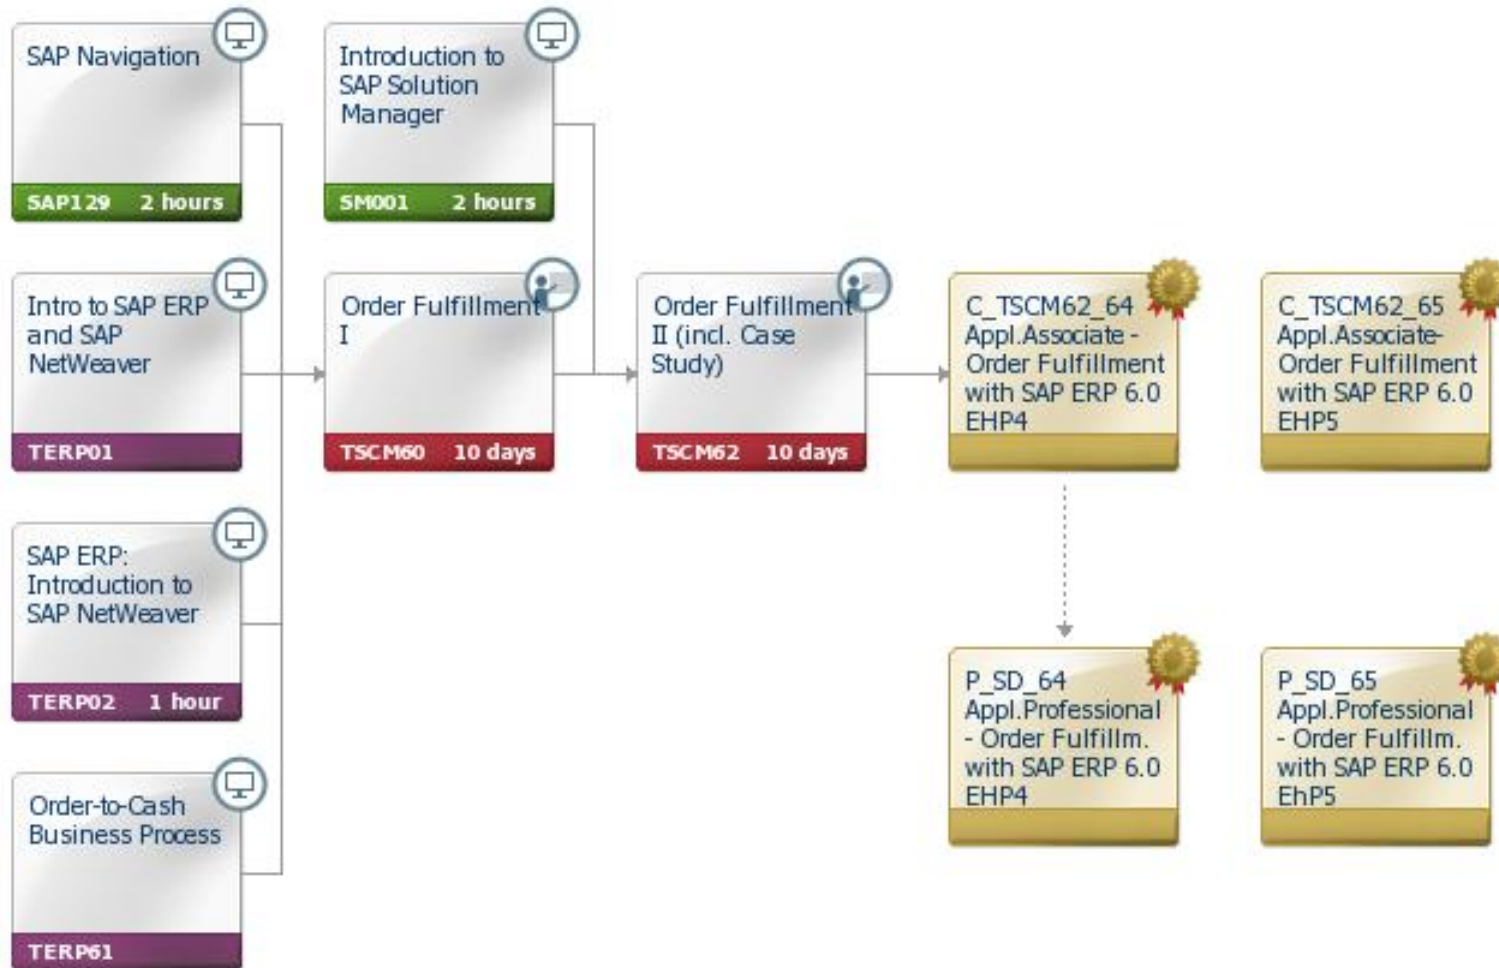 SAP Navigation
SAP129 2 hours
Introduction to
SAP Solution
Manager
SM001 2 hours
Intro to SAP ERP
and SAP
NetWeaver
TERP01
Order Fulfillment
I
TSCM60 10 days
Order Fulfillment
II (incl. Case
Study)
TSCM62 10 days
C_TSCM62_64
Appl.Associate -
Order Fulfillment
with SAP ERP 6.0
EHP4
C_TSCM62_65
Appl.Associate-
Order Fulfillment
with SAP ERP 6.0
EHP5
SAP ERP:
Introduction to
SAP NetWeaver
TERP02 1 hour
P_SD_64
Appl.Professional
- Order Fulfillm.
with SAP ERP 6.0
EHP4
P_SD_65
Appl.Professional
- Order Fulfillm.
with SAP ERP 6.0
EhP5
Order-to-Cash
Business Process
TERP61